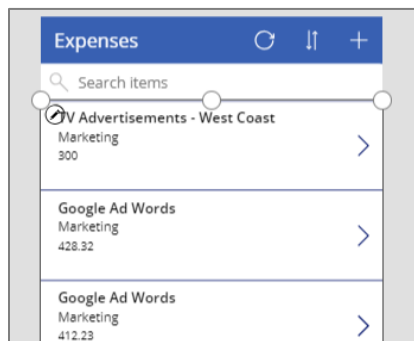 Expenses
Search items
TV Advertisements - West Coast
Marketing
300
Google Ad Words
Marketing
428.32
Google Ad Words
Marketing
412.23